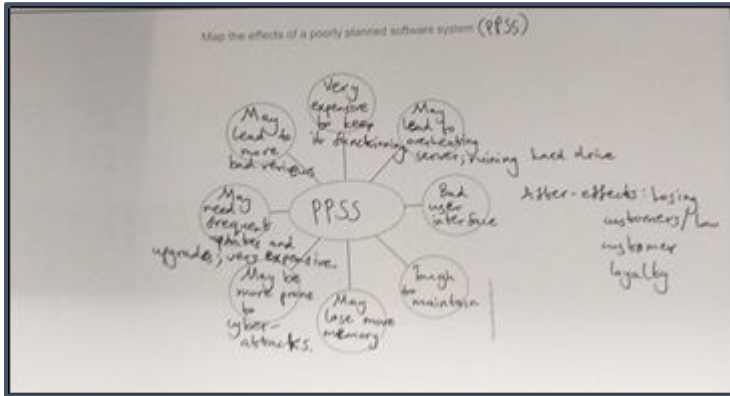 Map the effects of a poorly planned software system (PPSS)
Very
expensive
to keep
it functioning
May
lead to
overheating
server; ruining hard drive
Bad
user
interface
Tough
to
maintain
May
lose more
memory
May be
more prone
to
cyber-
attacks.
May
need
frequent
updates and
upgrades; very expensive
May
lead to
more
bad reviews
PPSS
After-effects: Losing
customers/low
customer
loyalty